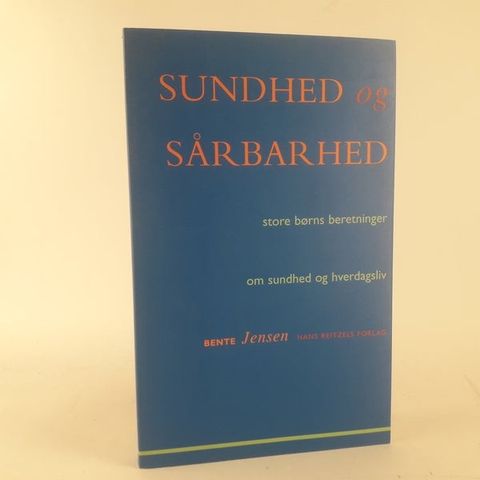 SUNDHED og
SÅRBARHED
store børns beretninger
om sundhed og hverdagsliv
BENTE Jensen HANS REITZELS FORLAG